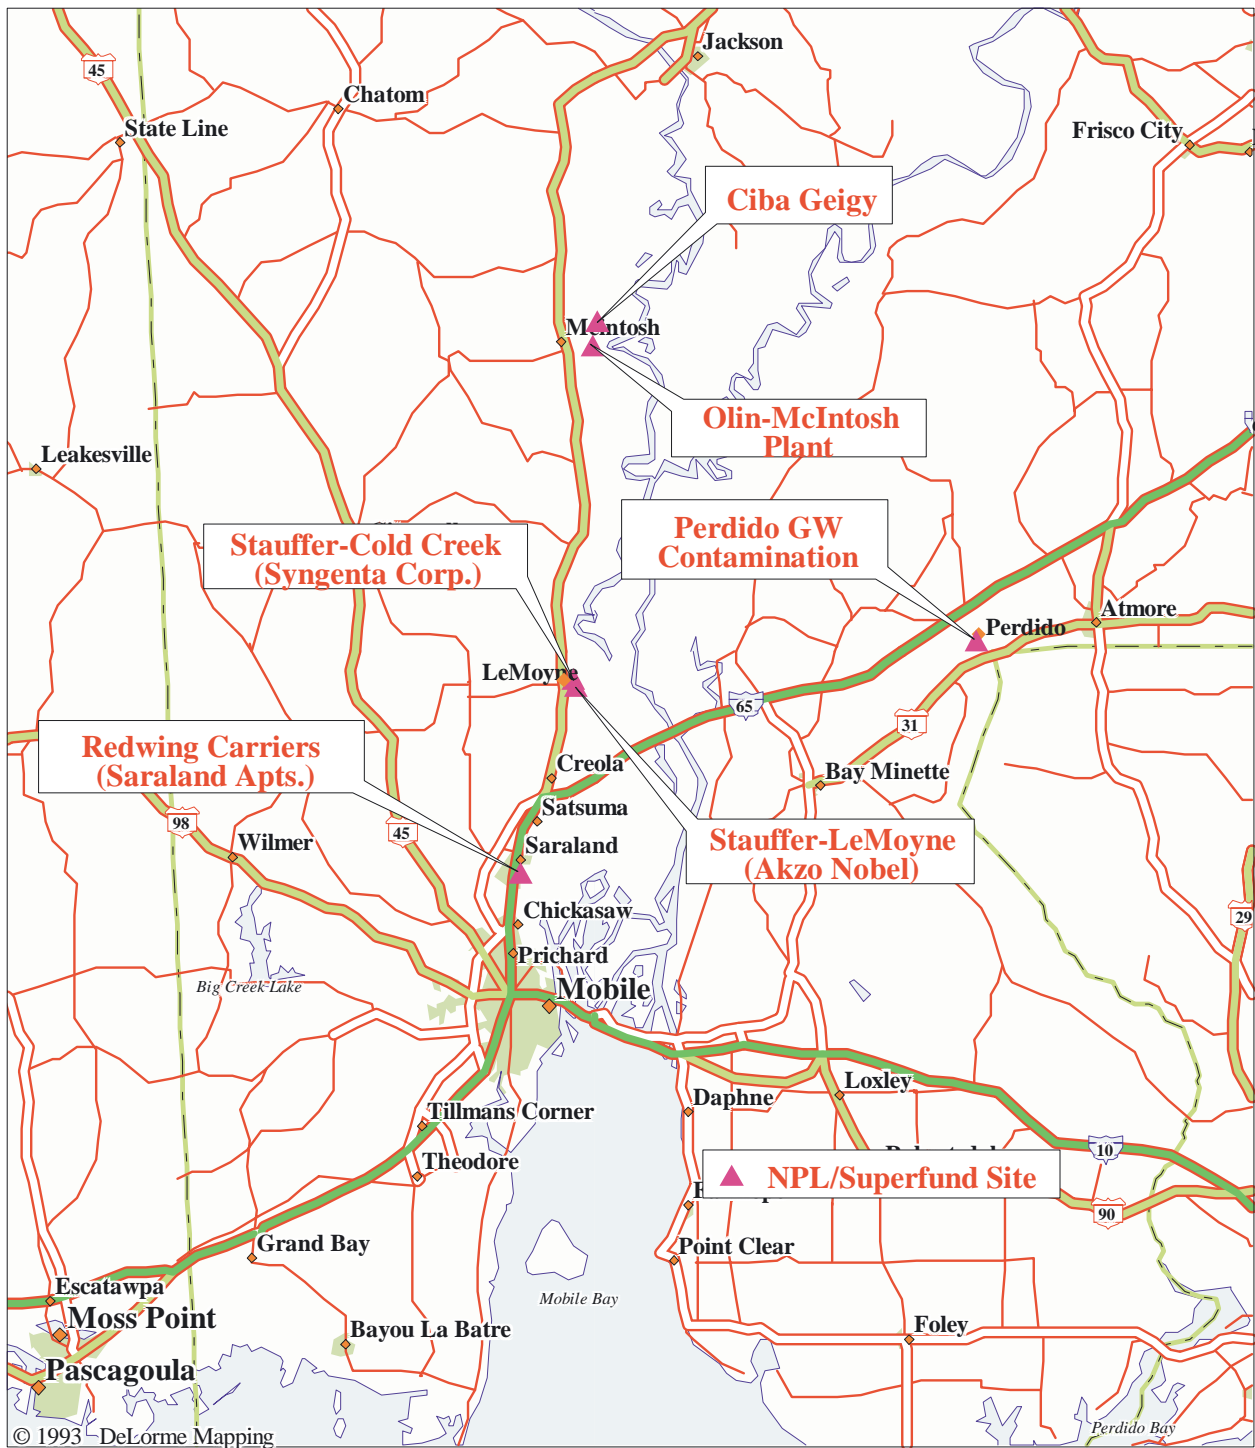 Jackson
45
Chatom
State Line
Frisco City
Ciba Geigy
McIntosh
Olin-McIntosh
Plant
Leakesville
Perdido GW
Contamination
Stauffer-Cold Creek
(Syngenta Corp.)
Atmore
Perdido
LeMoyne
65
31
Redwing Carriers
(Saraland Apts.)
Creola
Bay Minette
Satsuma
98
45
Wilmer
Saraland
Stauffer-LeMoyne
(Akzo Nobel)
Chickasaw
29
Prichard
Big Creek Lake
Mobile
Loxley
Daphne
Tillmans Corner
10
Theodore
NPL/Superfund Site
90
Grand Bay
Point Clear
Escatawpa
Mobile Bay
Moss Point
Bayou La Batre
Foley
Pascagoula
Perdido Bay
© 1993 DeLorme Mapping